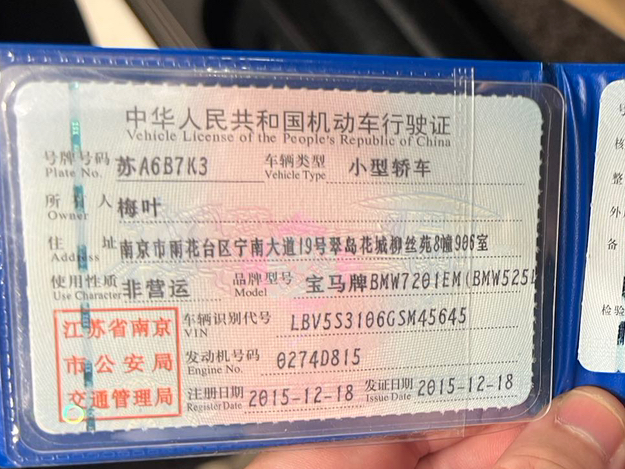 中华人民共和国机动车行驶证
Vehicle License of the People's Republic of China
号牌号码 苏A6B7K3 车辆类型 小型轿车
Plate No. Vehicle Type
所有人 梅叶
Owner
住址 南京市雨花台区宁南大道19号翠岛花城柳丝苑8幢906室
Address
使用性质 非营运 品牌型号 宝马牌BMW7201EM(BMW525L
Use Character Model
江苏省南京
市公安局
交通管理局
车辆识别代号 LBV5S3106GSM45645
VIN
发动机号码 0274D815
Engine No.
注册日期 2015-12-18 发证日期 2015-12-18
Register Date Issue Date
号
核
整
外
备
检验